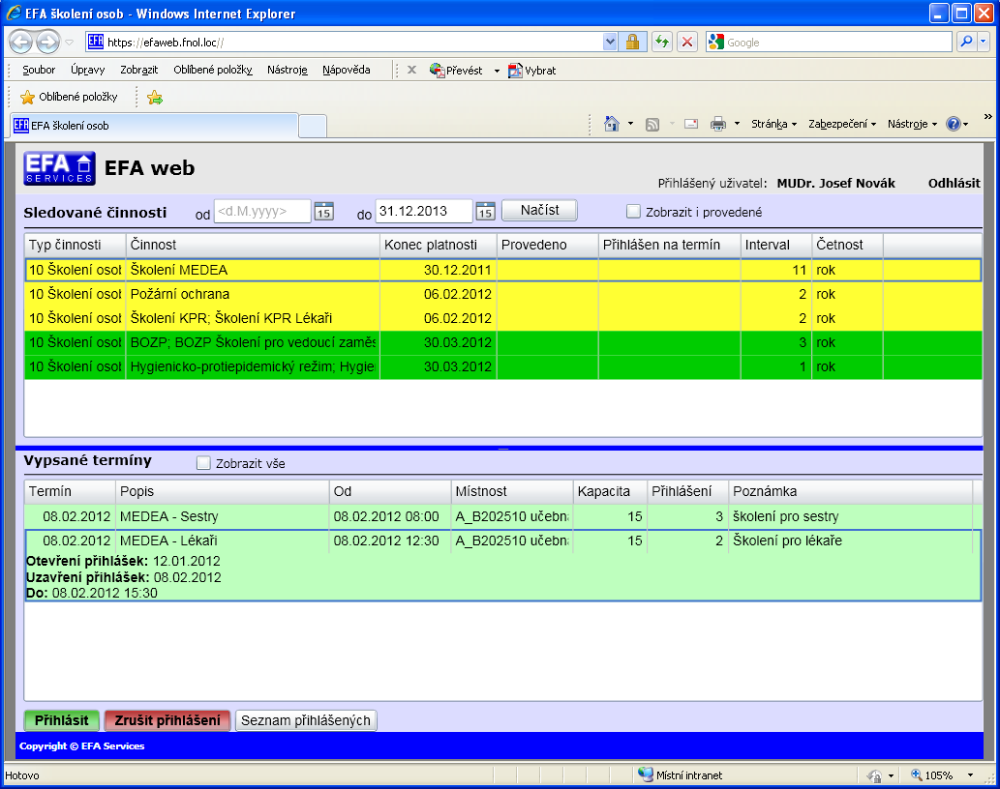 EFA školení osob - Windows Internet Explorer
EFA https://efaweb.fnol.loc// Google
Soubor Úpravy Zobrazit Oblíbené položky Nástroje Nápověda x Převést Vybrat
Oblíbené položky
EFA EFA školení osob Stránka Zabezpečení Nástroje »
EFA SERVICES EFA web
Přihlášený uživatel: MUDr. Josef Novák Odhlásit
Sledované činnosti od <d.M.yyyy> 15 do 31.12.2013 15 Načíst Zobrazit i provedené
Typ činnosti Činnost Konec platnosti Provedeno Přihlášen na termín Interval Četnost
10 Školení osob Školení MEDEA 30.12.2011 11 rok
10 Školení osob Požární ochrana 06.02.2012 2 rok
10 Školení osob Školení KPR; Školení KPR Lékaři 06.02.2012 2 rok
10 Školení osob BOZP; BOZP Školení pro vedoucí zaměs 30.03.2012 3 rok
10 Školení osob Hygienicko-protiepidemický režim; Hygie 30.03.2012 1 rok
Vypsané termíny Zobrazit vše
Termín Popis Od Místnost Kapacita Přihlášení Poznámka
08.02.2012 MEDEA - Sestry 08.02.2012 08:00 A_B202510 učebn 15 3 školení pro sestry
08.02.2012 MEDEA - Lékaři 08.02.2012 12:30 A_B202510 učebn 15 2 Školení pro lékaře
Otevření přihlášek: 12.01.2012
Uzavření přihlášek: 08.02.2012
Do: 08.02.2012 15:30
Přihlásit Zrušit přihlášení Seznam přihlášených
Copyright © EFA Services
Hotovo Místní intranet 105%